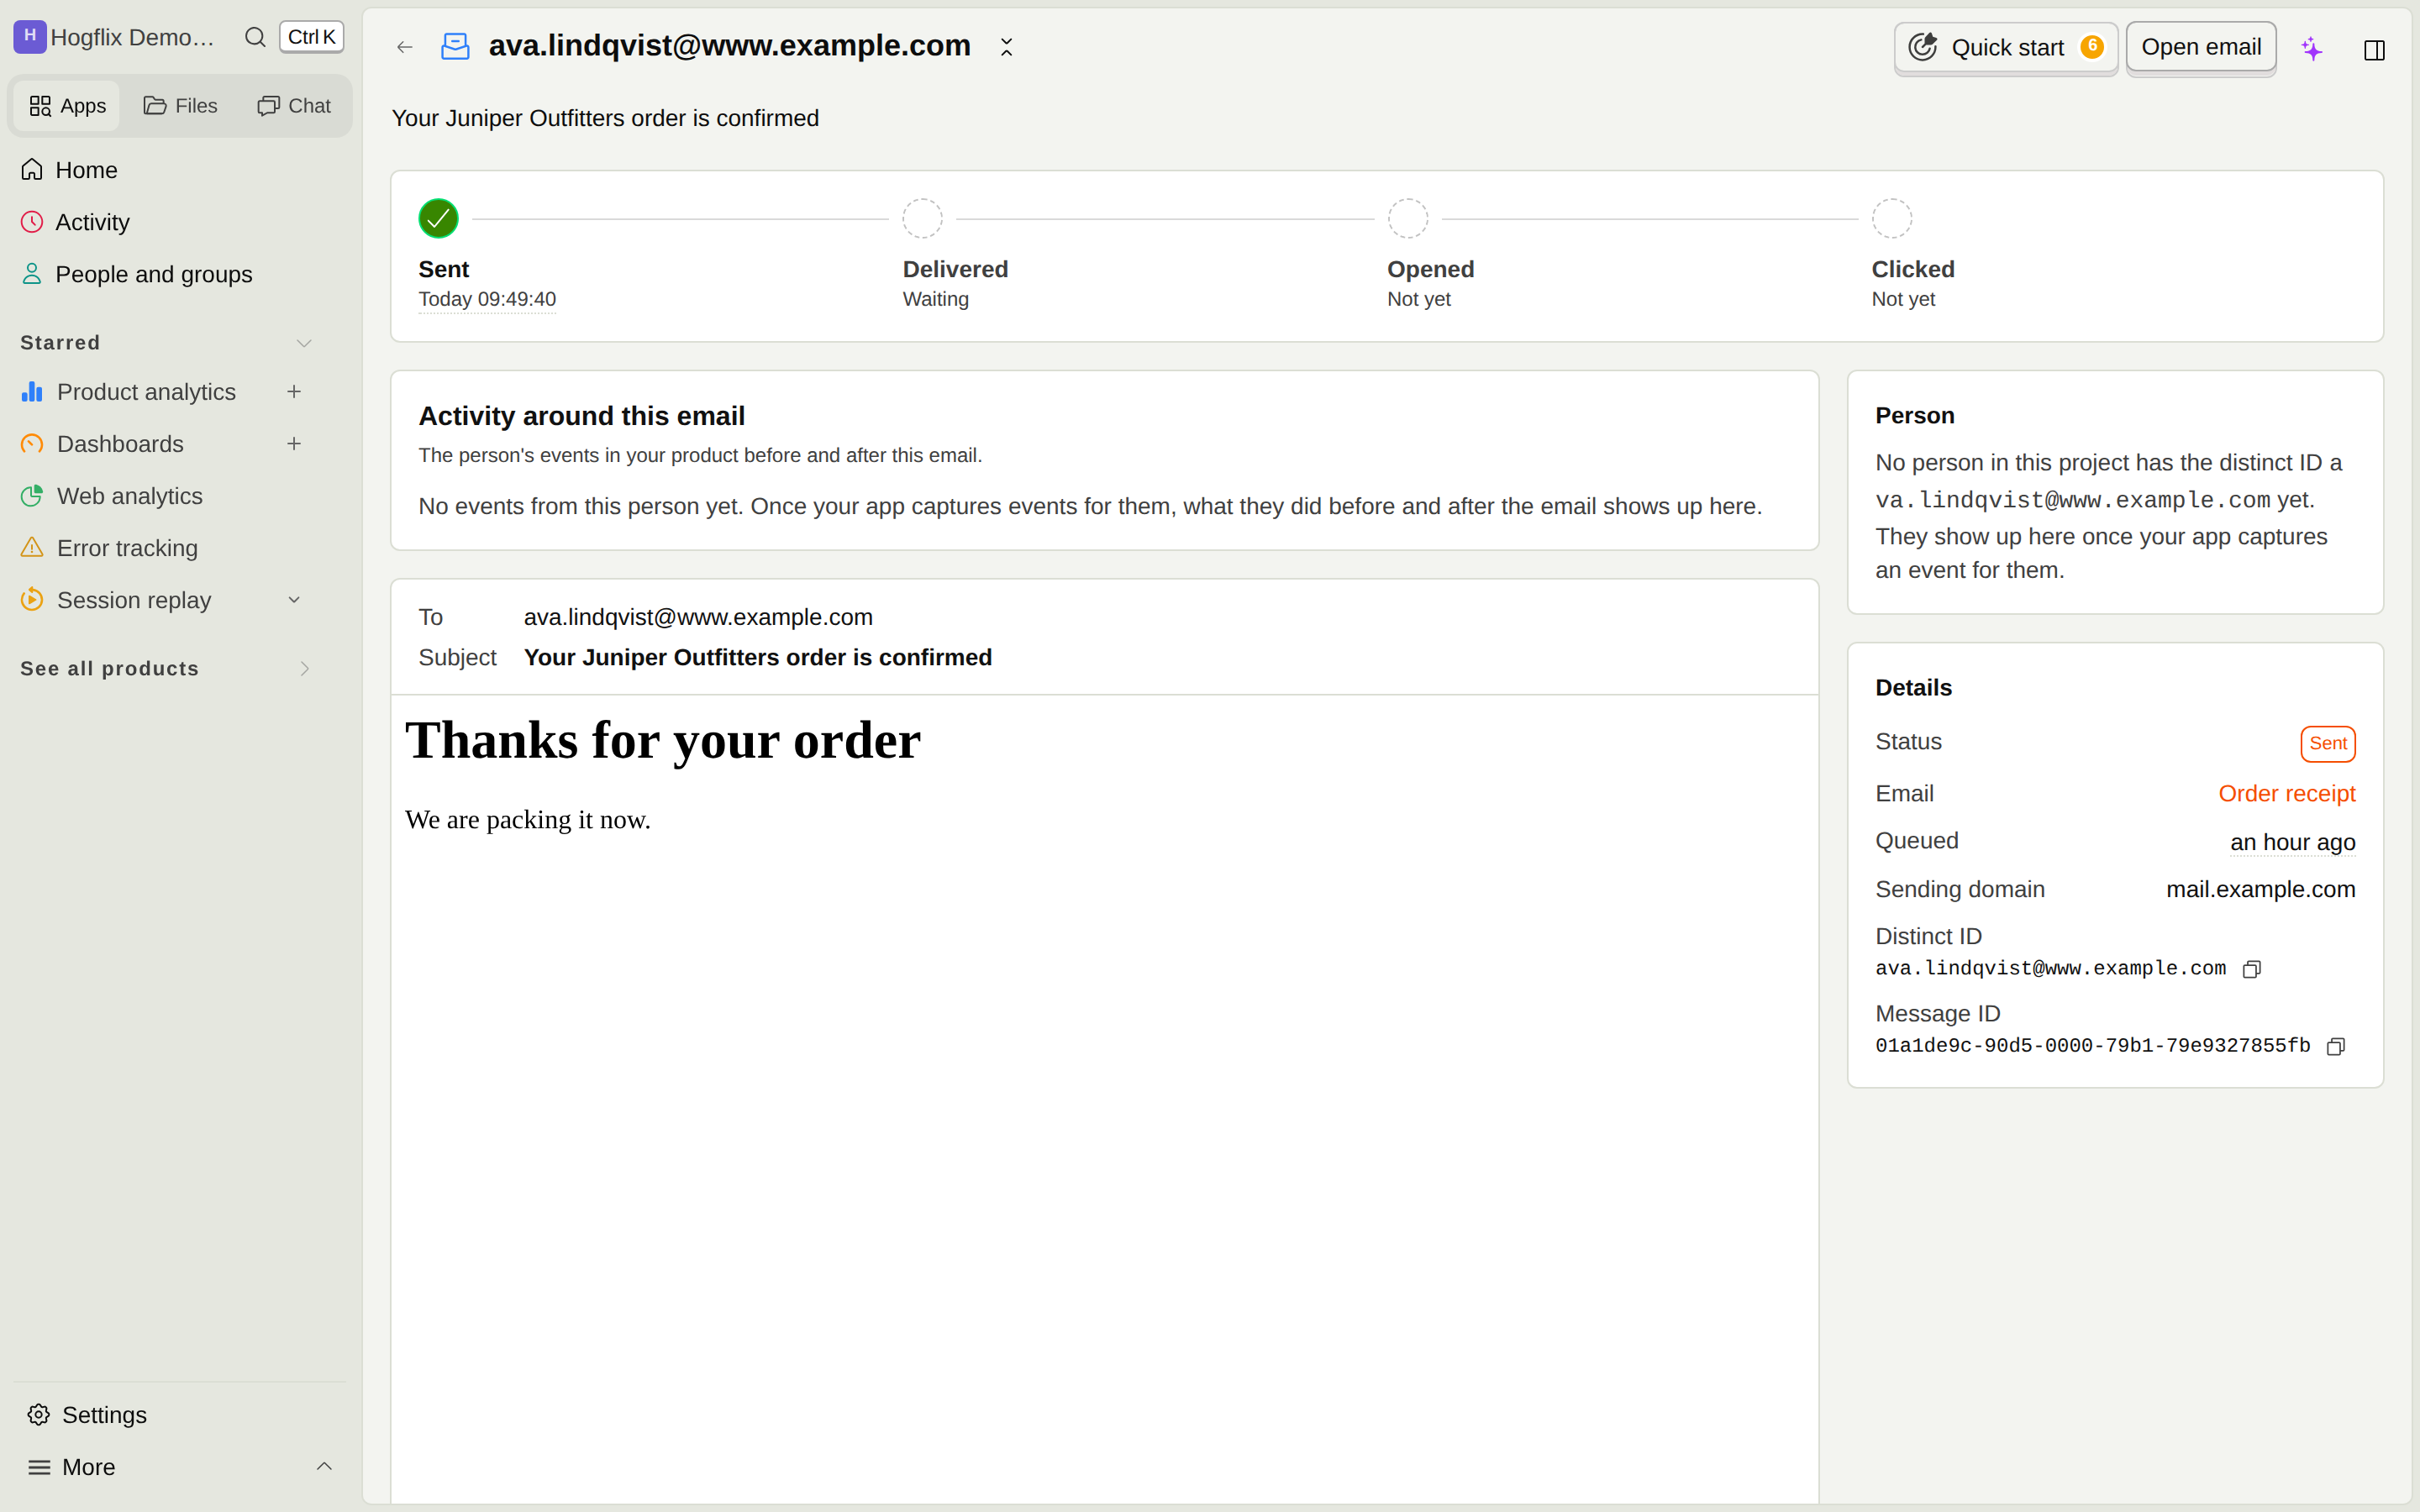 H Hogflix Demo… Ctrl K
Apps Files Chat
Home
Activity
People and groups
Starred
Product analytics
Dashboards
Web analytics
Error tracking
Session replay
See all products
Settings
More
ava.lindqvist@www.example.com
Quick start 6 Open email
Your Juniper Outfitters order is confirmed
Sent Delivered Opened Clicked
Today 09:49:40 Waiting Not yet Not yet
Activity around this email
The person's events in your product before and after this email.
No events from this person yet. Once your app captures events for them, what they did before and after the email shows up here.
To ava.lindqvist@www.example.com
Subject Your Juniper Outfitters order is confirmed
Thanks for your order
We are packing it now.
Person
No person in this project has the distinct ID a
va.lindqvist@www.example.com yet.
They show up here once your app captures
an event for them.
Details
Status Sent
Email Order receipt
Queued an hour ago
Sending domain mail.example.com
Distinct ID
ava.lindqvist@www.example.com
Message ID
01a1de9c-90d5-0000-79b1-79e9327855fb